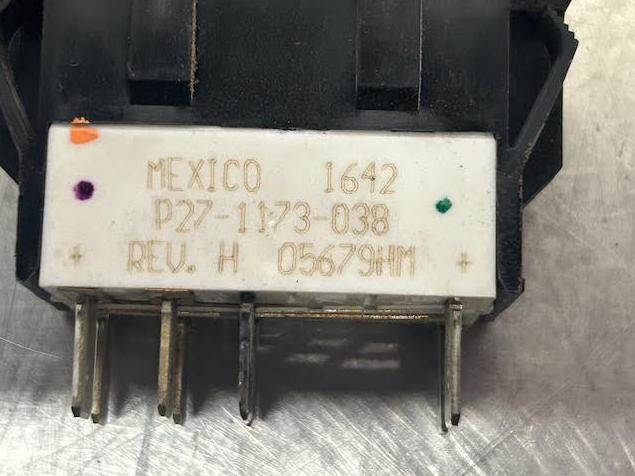 MEXICO 1642
P27-1173-038
+ REV. H 05679HM +